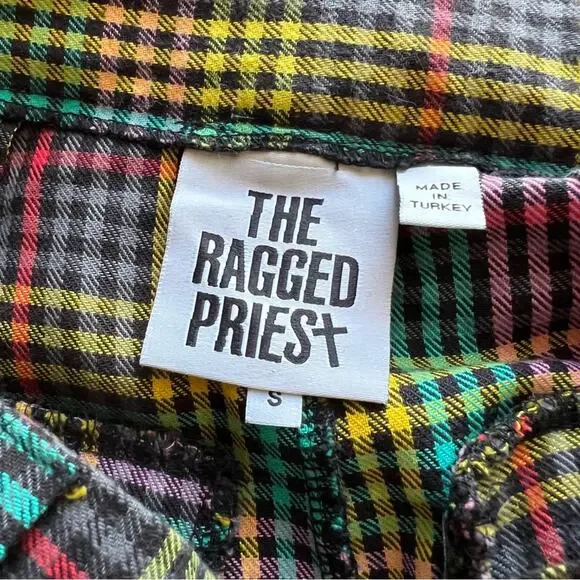 THE
RAGGED
PRIEST
S
MADE
IN
TURKEY